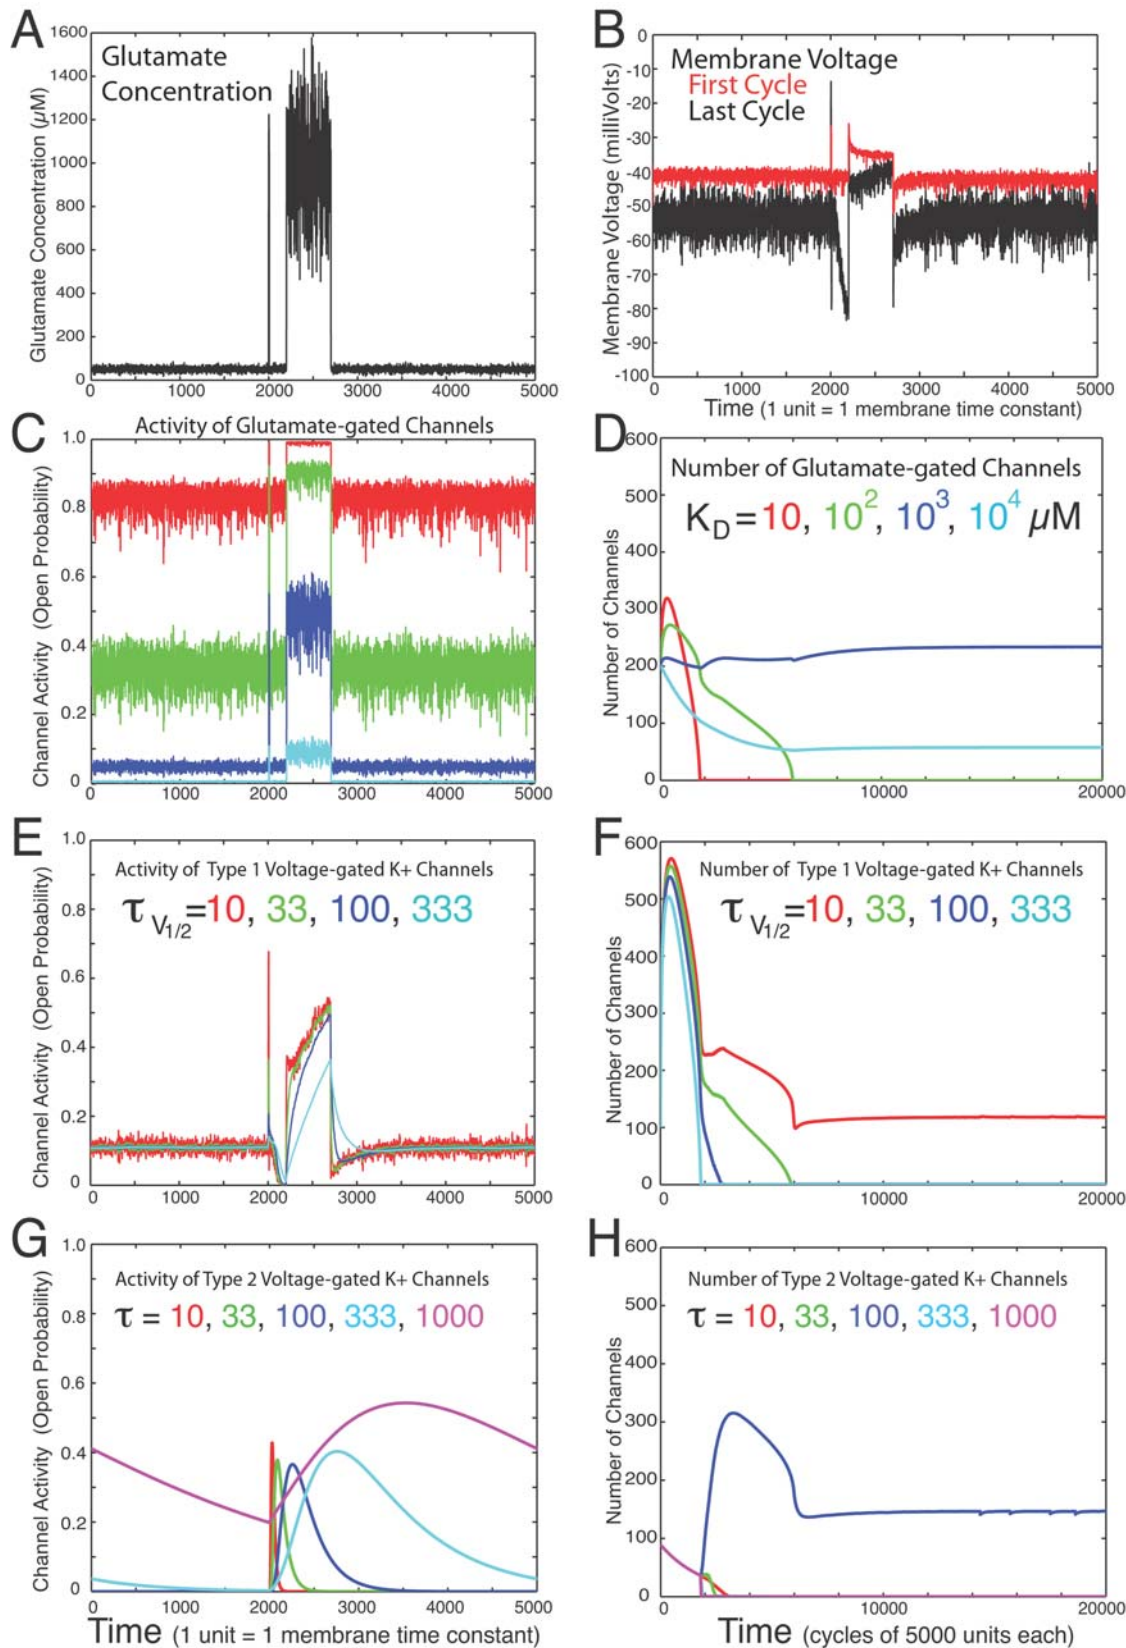 A
Glutamate
Concentration
Glutamate Concentration (µM)
1600
1400
1200
1000
800
600
400
200
0
0 1000 2000 3000 4000 5000
B
Membrane Voltage
First Cycle
Last Cycle
Membrane Voltage (milliVolts)
0
-10
-20
-30
-40
-50
-60
-70
-80
-90
-100
0 1000 2000 3000 4000 5000
Time (1 unit = 1 membrane time constant)
C
Activity of Glutamate-gated Channels
Channel Activity (Open Probability)
1.0
0.8
0.6
0.4
0.2
0
0 1000 2000 3000 4000 5000
D
Number of Glutamate-gated Channels
KD = 10, 10², 10³, 10⁴ µM
Number of Channels
600
500
400
300
200
100
0
0 10000 20000
E
Activity of Type 1 Voltage-gated K+ Channels
τ V1/2 =10, 33, 100, 333
Channel Activity (Open Probability)
1.0
0.8
0.6
0.4
0.2
0
0 1000 2000 3000 4000 5000
F
Number of Type 1 Voltage-gated K+ Channels
τ V1/2 =10, 33, 100, 333
Number of Channels
600
500
400
300
200
100
0
0 10000 20000
G
Activity of Type 2 Voltage-gated K+ Channels
τ = 10, 33, 100, 333, 1000
Channel Activity (Open Probability)
1.0
0.8
0.6
0.4
0.2
0
0 1000 2000 3000 4000 5000
Time (1 unit = 1 membrane time constant)
H
Number of Type 2 Voltage-gated K+ Channels
τ = 10, 33, 100, 333, 1000
Number of Channels
600
500
400
300
200
100
0
0 10000 20000
Time (cycles of 5000 units each)